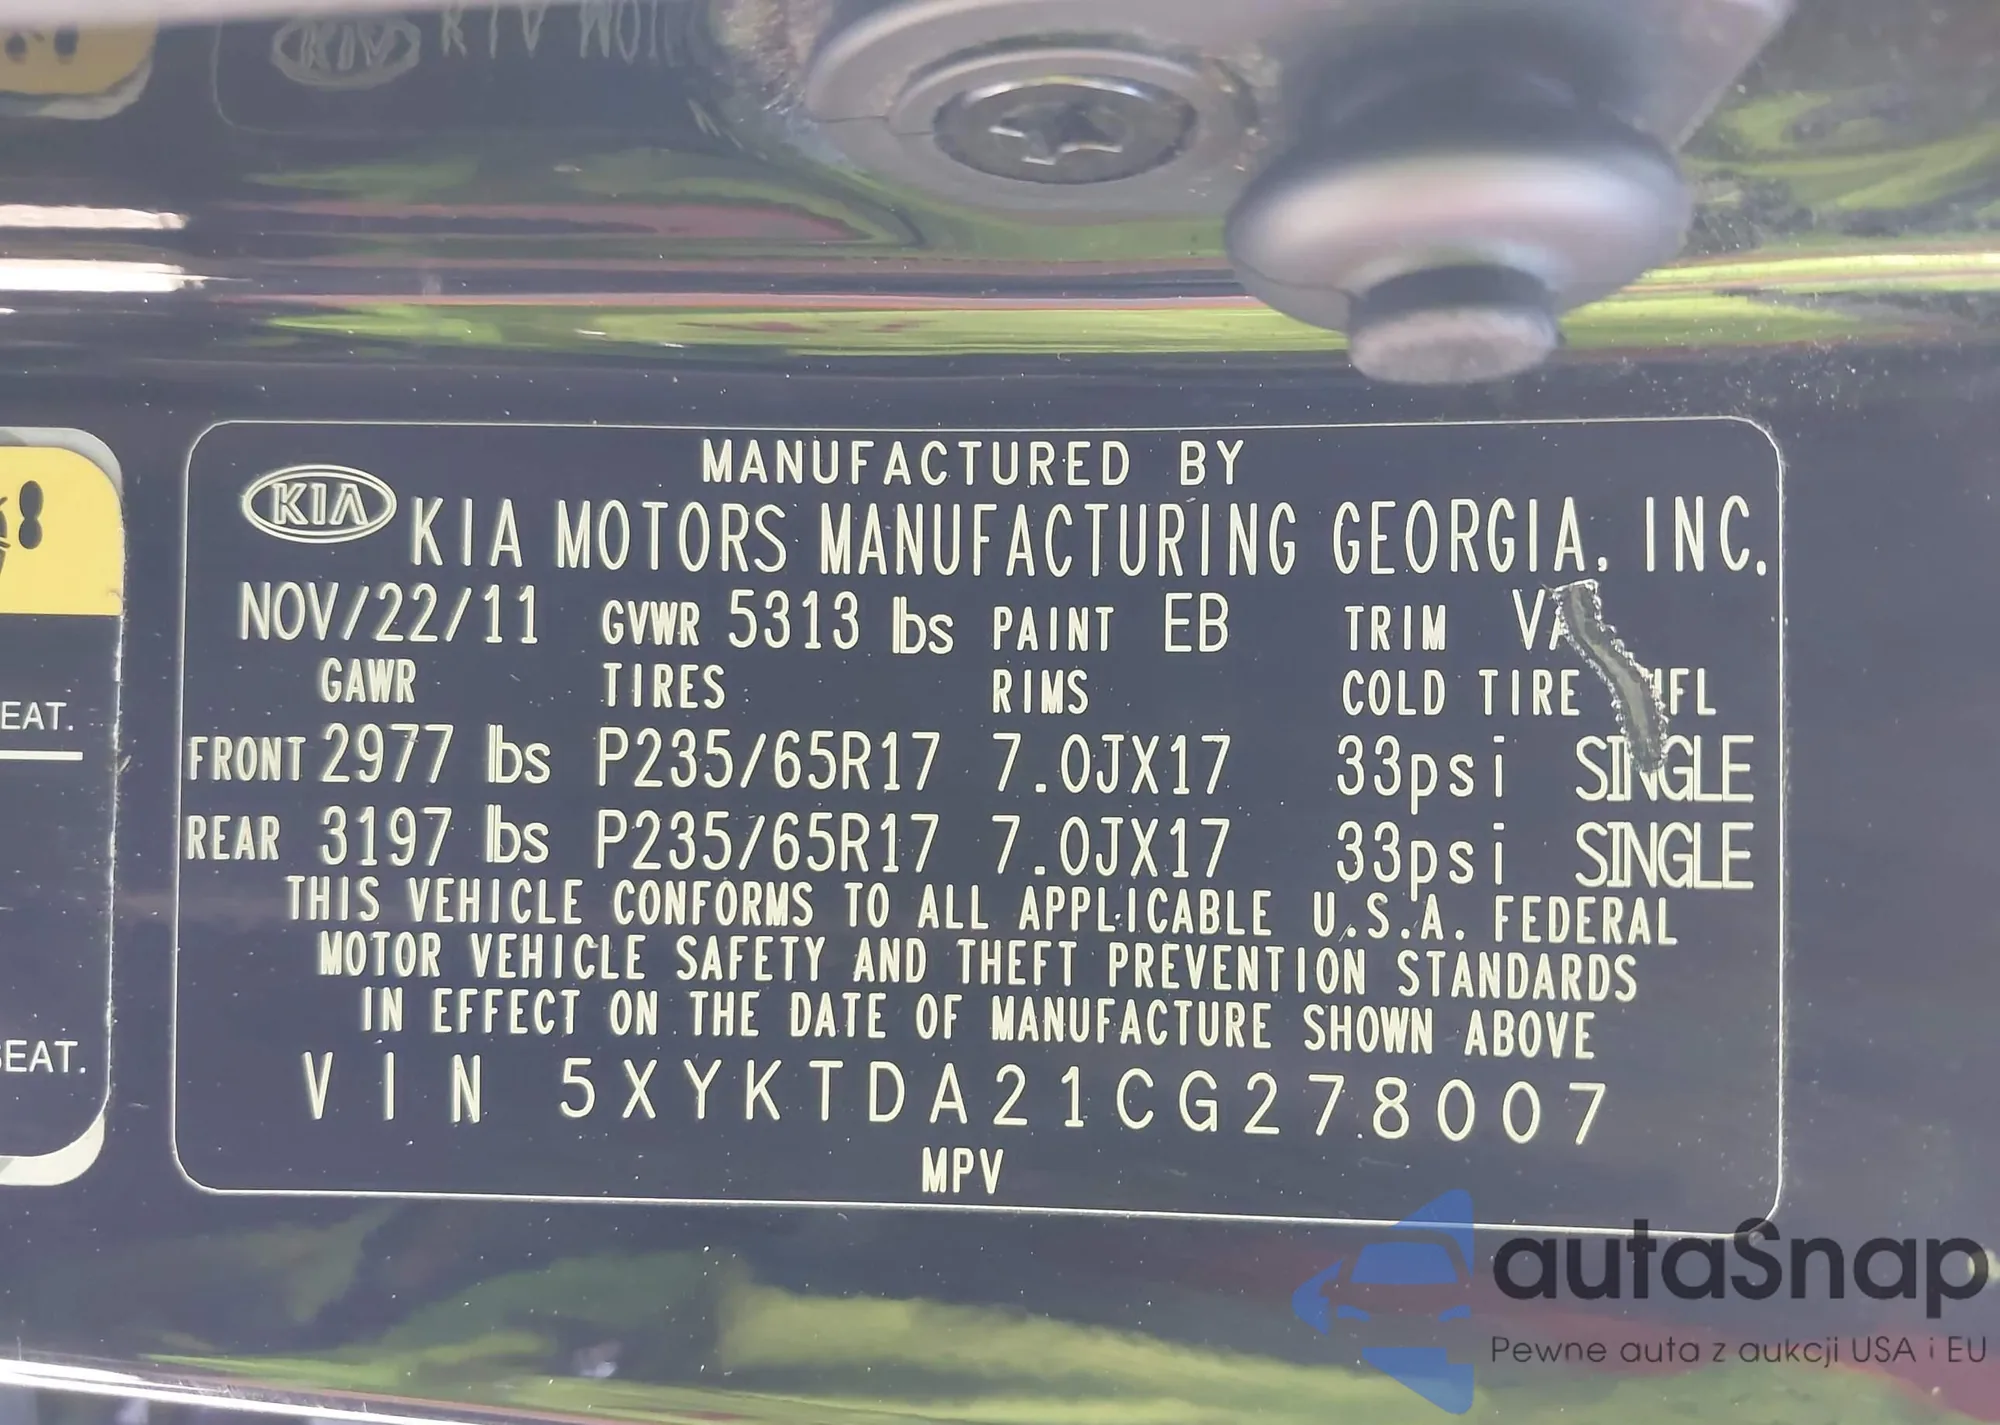 MANUFACTURED BY
KIA KIA MOTORS MANUFACTURING GEORGIA, INC.
NOV/22/11 GVWR 5313 lbs PAINT EB TRIM
GAWR TIRES RIMS COLD TIRE
FRONT 2977 lbs P235/65R17 7.0JX17 33psi SINGLE
REAR 3197 lbs P235/65R17 7.0JX17 33psi SINGLE
THIS VEHICLE CONFORMS TO ALL APPLICABLE U.S.A. FEDERAL
MOTOR VEHICLE SAFETY AND THEFT PREVENTION STANDARDS
IN EFFECT ON THE DATE OF MANUFACTURE SHOWN ABOVE
VIN 5XYKTDA21CG278007
MPV
EAT.
EAT.
autoSnap
Pewne auta z aukcji USA i EU